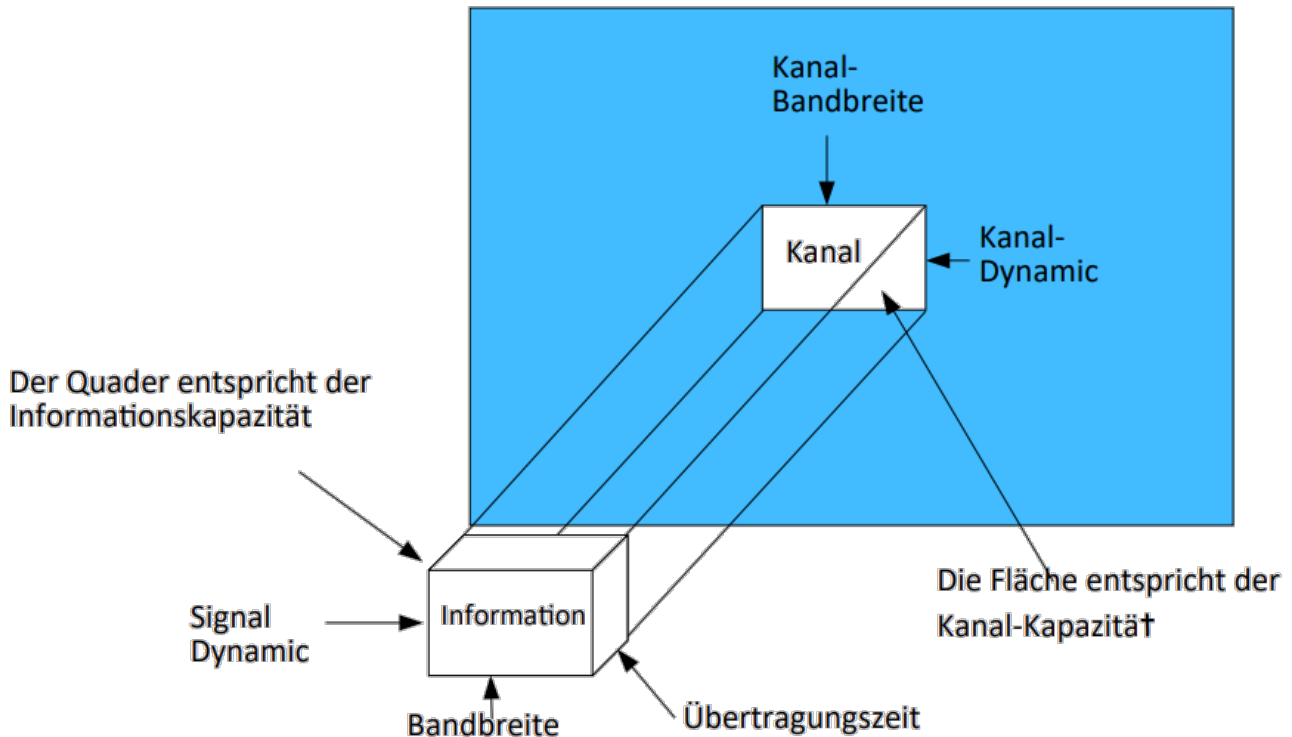 Kanal-
Bandbreite
Kanal
Kanal-
Dynamic
Der Quader entspricht der
Informationskapazität
Signal
Dynamic
Information
Bandbreite
Übertragungszeit
Die Fläche entspricht der
Kanal-Kapazitä†